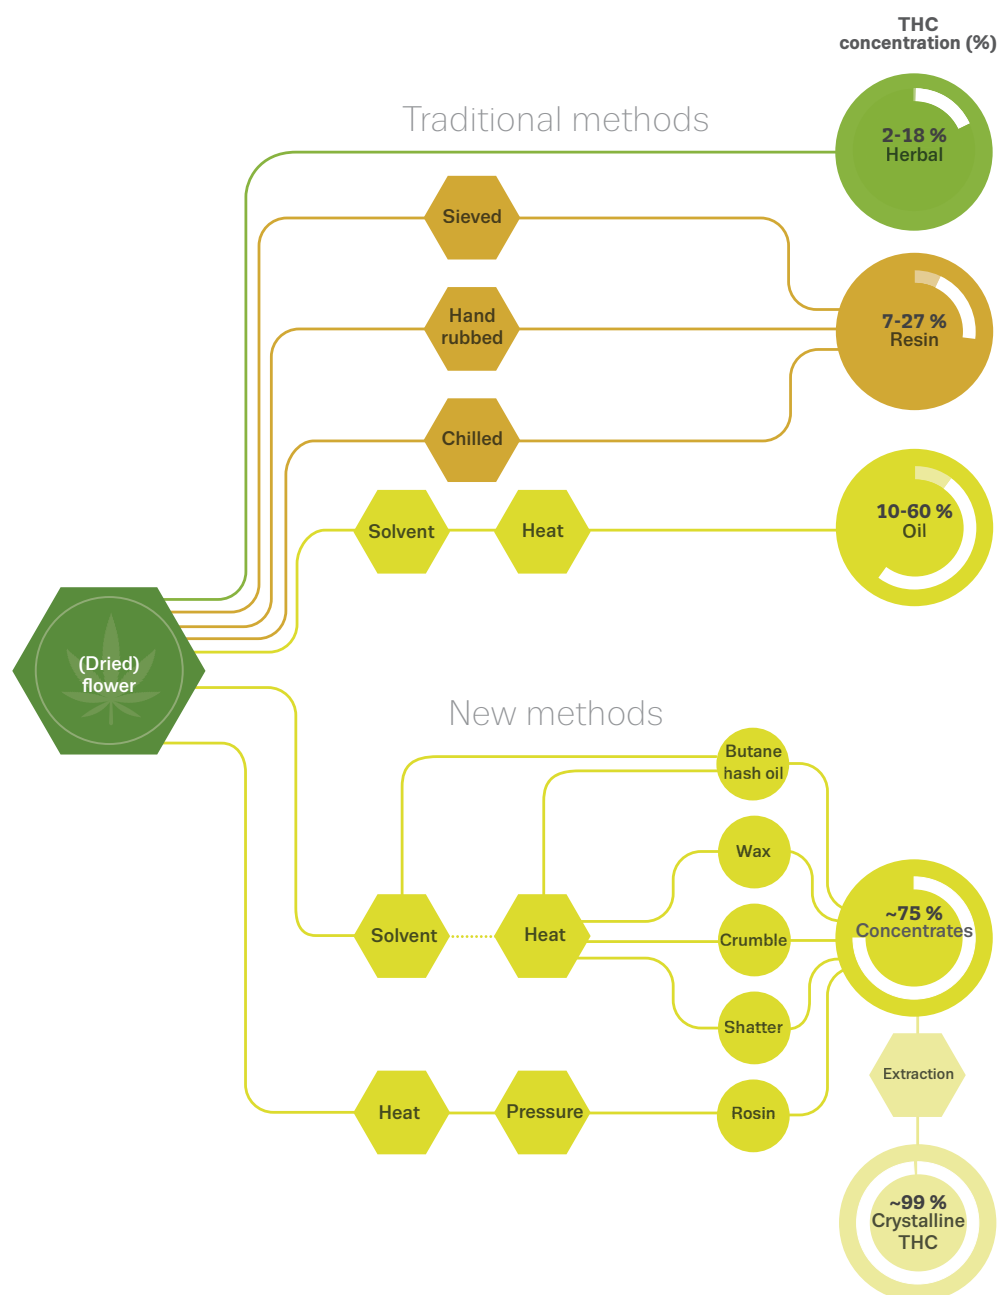 THC
concentration (%)
Traditional methods
2-18 %
Herbal
Sieved
Hand
rubbed
7-27 %
Resin
Chilled
Solvent
Heat
10-60 %
Oil
(Dried)
flower
New methods
Butane
hash oil
Wax
Solvent
Heat
Crumble
~75 %
Concentrates
Shatter
Extraction
Heat
Pressure
Rosin
~99 %
Crystalline
THC